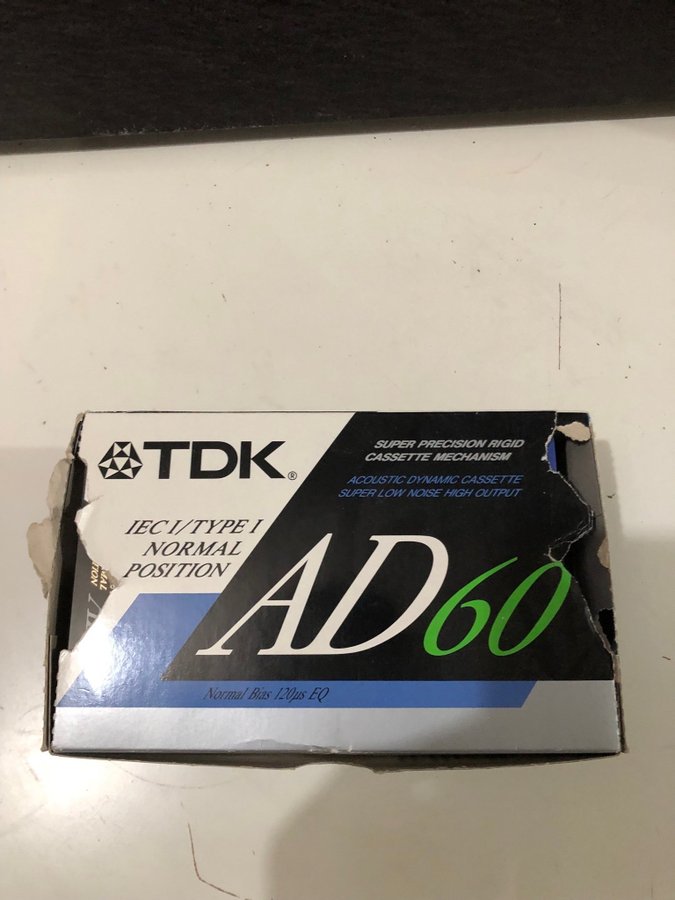 TDK®
SUPER PRECISION RIGID
CASSETTE MECHANISM
ACOUSTIC DYNAMIC CASSETTE
SUPER LOW NOISE HIGH OUTPUT
IEC I/TYPE I
NORMAL
POSITION
AD60
Normal Bias 120µs EQ